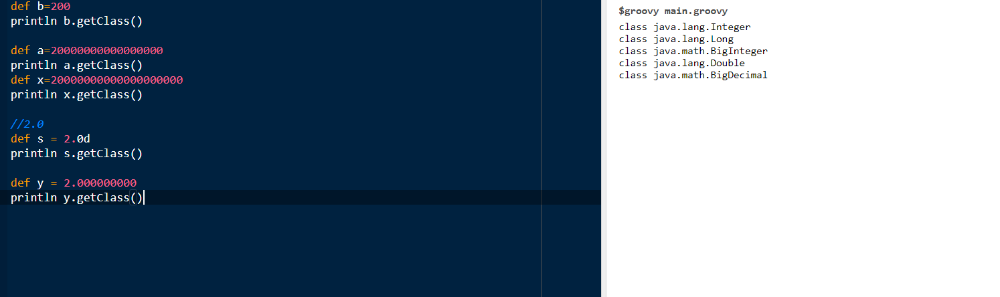 def b=200
println b.getClass()
def a=20000000000000000
println a.getClass()
def x=20000000000000000000
println x.getClass()
//2.0
def s = 2.0d
println s.getClass()
def y = 2.000000000
println y.getClass()
$groovy main.groovy
class java.lang.Integer
class java.lang.Long
class java.math.BigInteger
class java.lang.Double
class java.math.BigDecimal